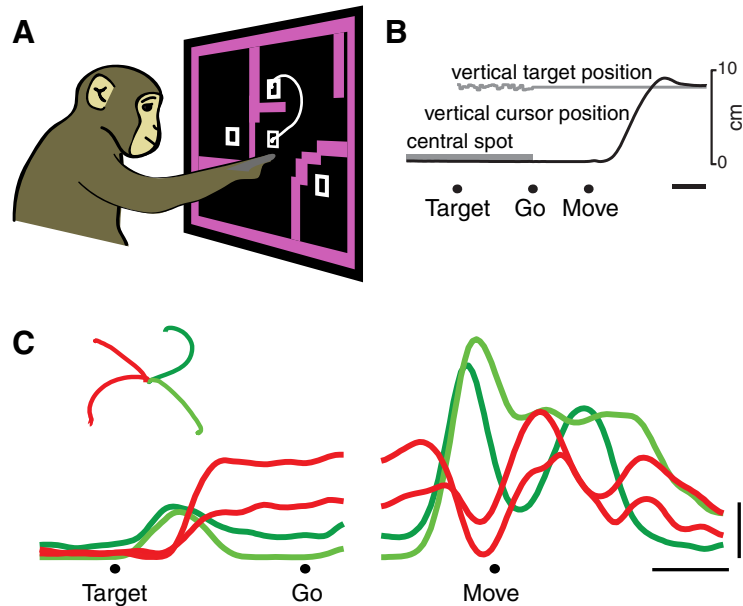 A
B
vertical target position
10
vertical cursor position
cm
central spot
0
Target Go Move
C
Target Go Move